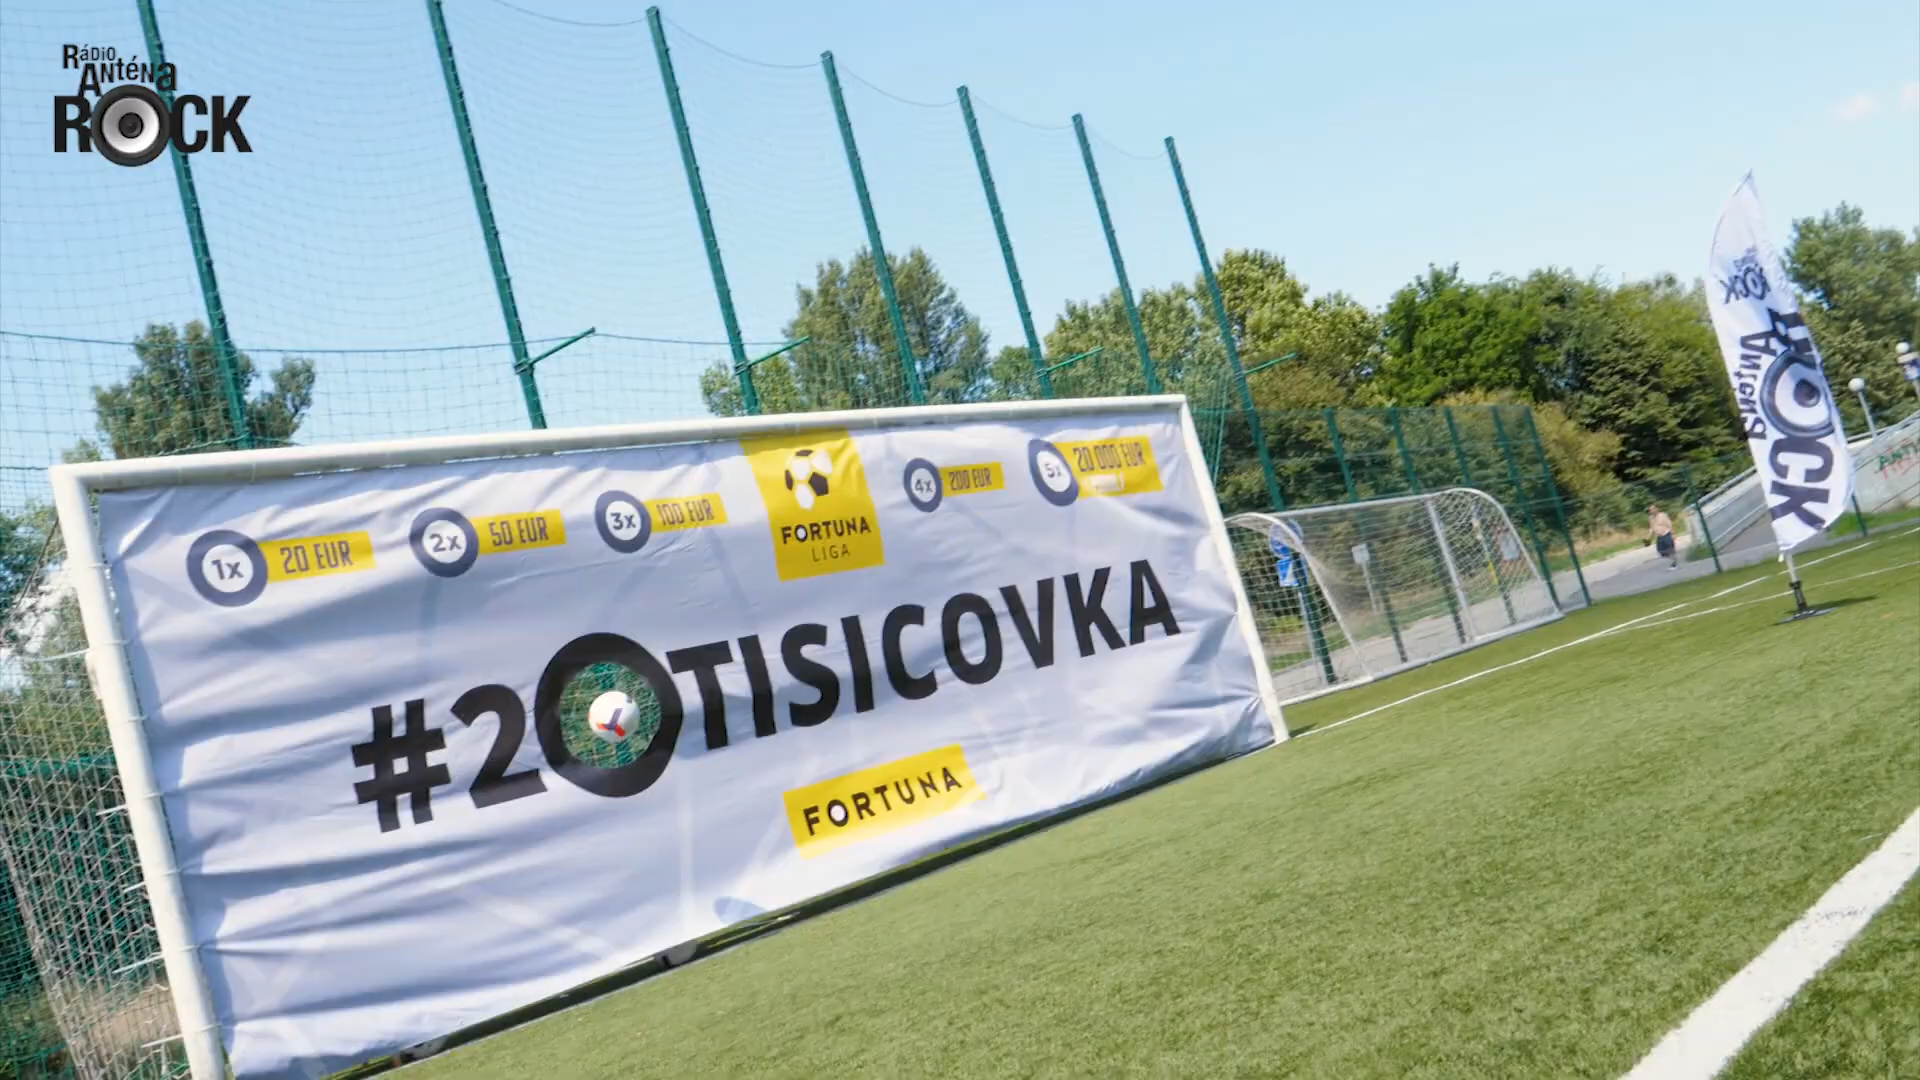 Rádio
Anténa
ROCK
1x 20 EUR
2x 50 EUR
3x 100 EUR
FORTUNA
LIGA
4x 200 EUR
5x 20 000 EUR
#20TISICOVKA
FORTUNA
ROCK
Anténa
ROCK